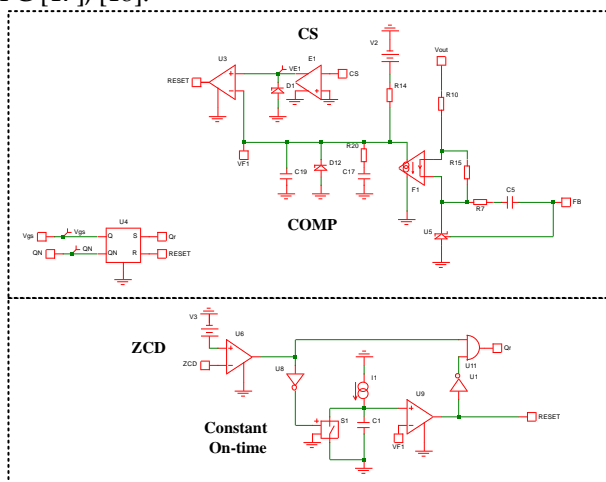 CS
V2
Vout
U3
E1
VE1
CS
RESET
D1
R14
R10
VF1
R20
C19
D12
C17
F1
R15
R7
C5
FB
COMP
U5
U4
Vgs
Vgs
Q
S
Qr
QN
QN
QN
R
RESET
V3
U6
ZCD
ZCD
U8
I1
U11
Qr
U9
U1
S1
C1
VF1
RESET
Constant
On-time